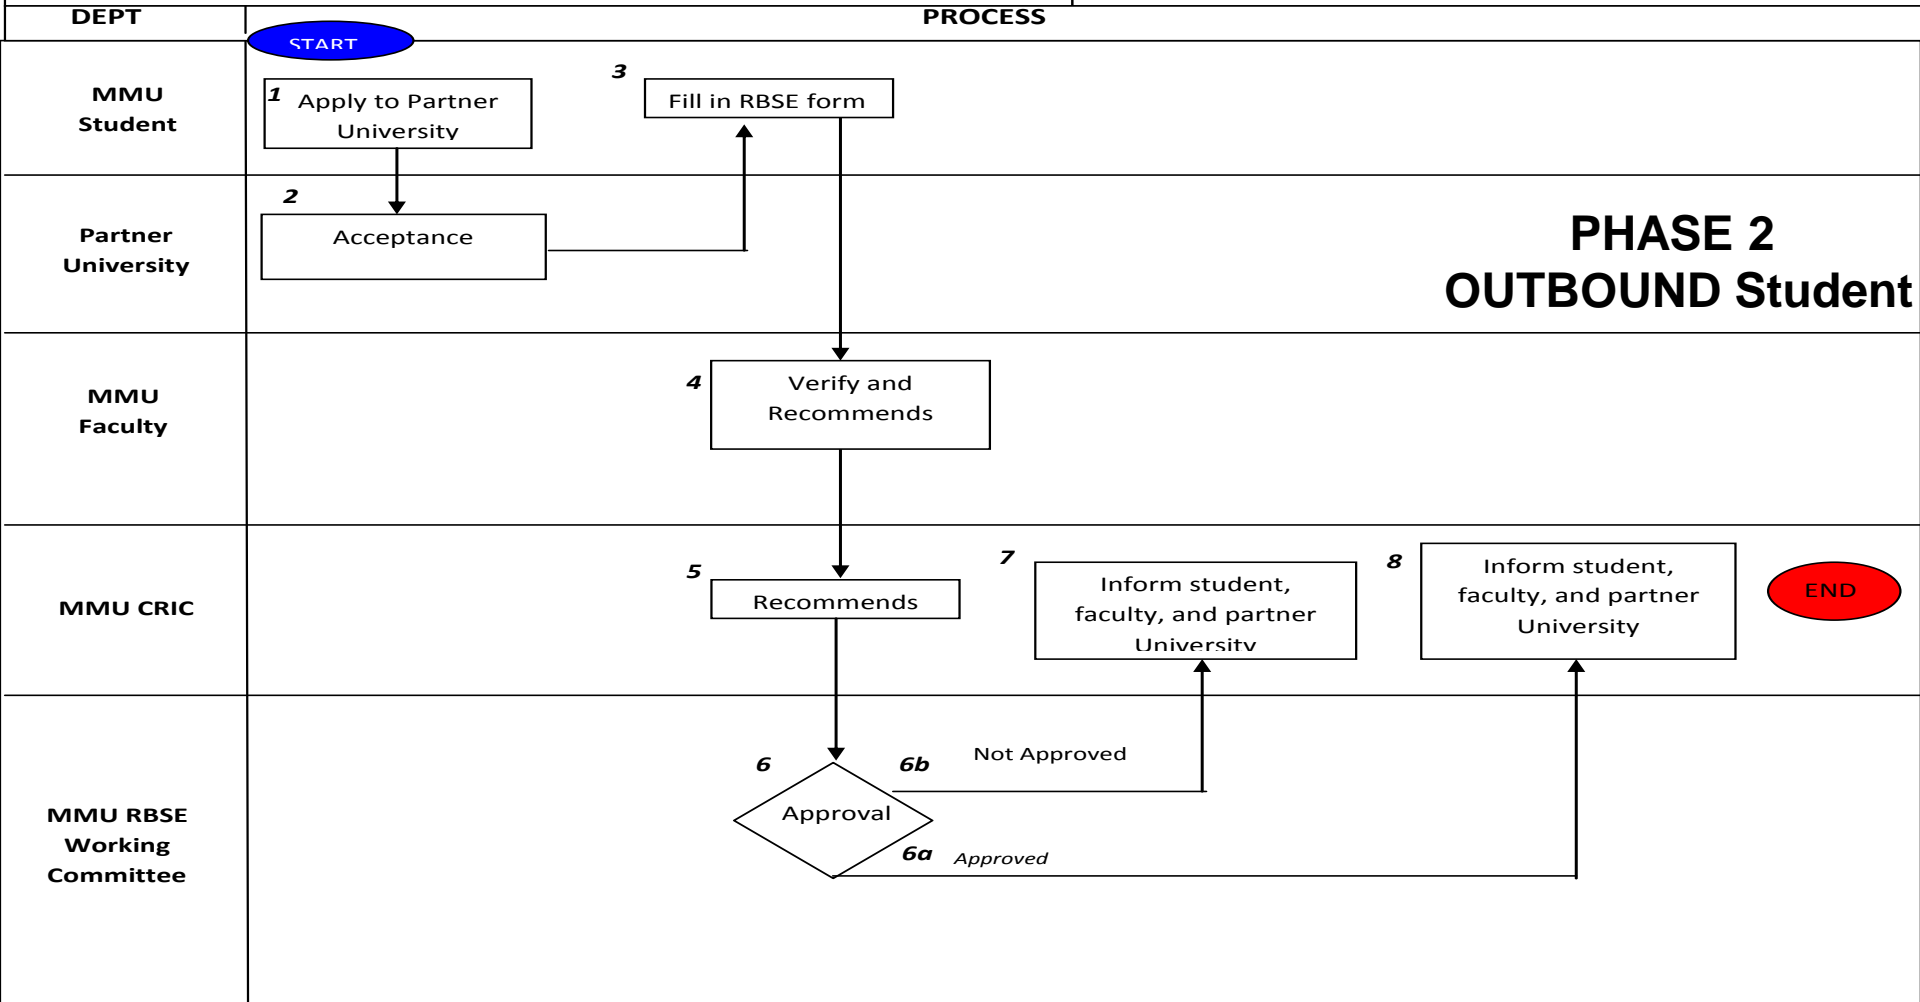 DEPT
PROCESS
START
MMU
Student
1
Apply to Partner
University
3
Fill in RBSE form
Partner
University
2
Acceptance
PHASE 2
OUTBOUND Student
MMU
Faculty
4
Verify and
Recommends
MMU CRIC
5
Recommends
7
Inform student,
faculty, and partner
University
8
Inform student,
faculty, and partner
University
END
MMU RBSE
Working
Committee
6
Approval
6b
Not Approved
6a
Approved